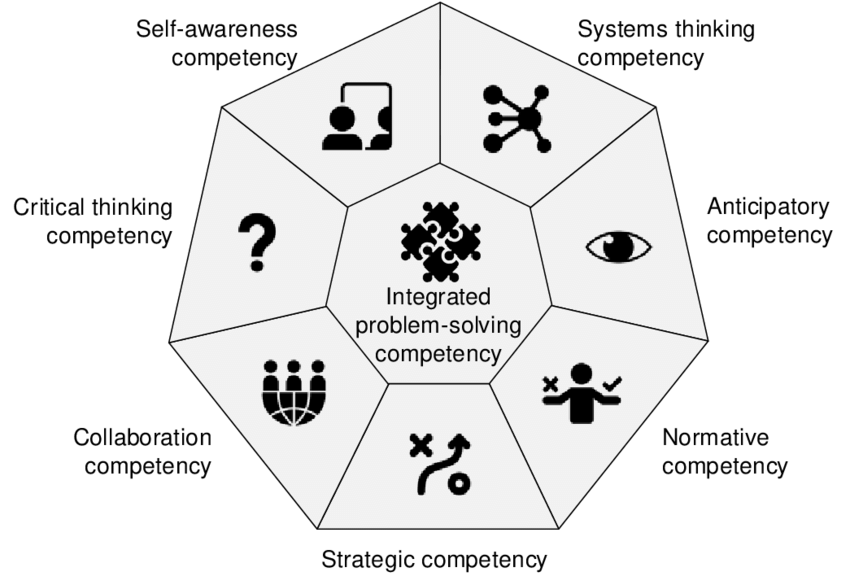 Self-awareness
competency
Systems thinking
competency
Critical thinking
competency
Anticipatory
competency
Integrated
problem-solving
competency
Collaboration
competency
Normative
competency
Strategic competency